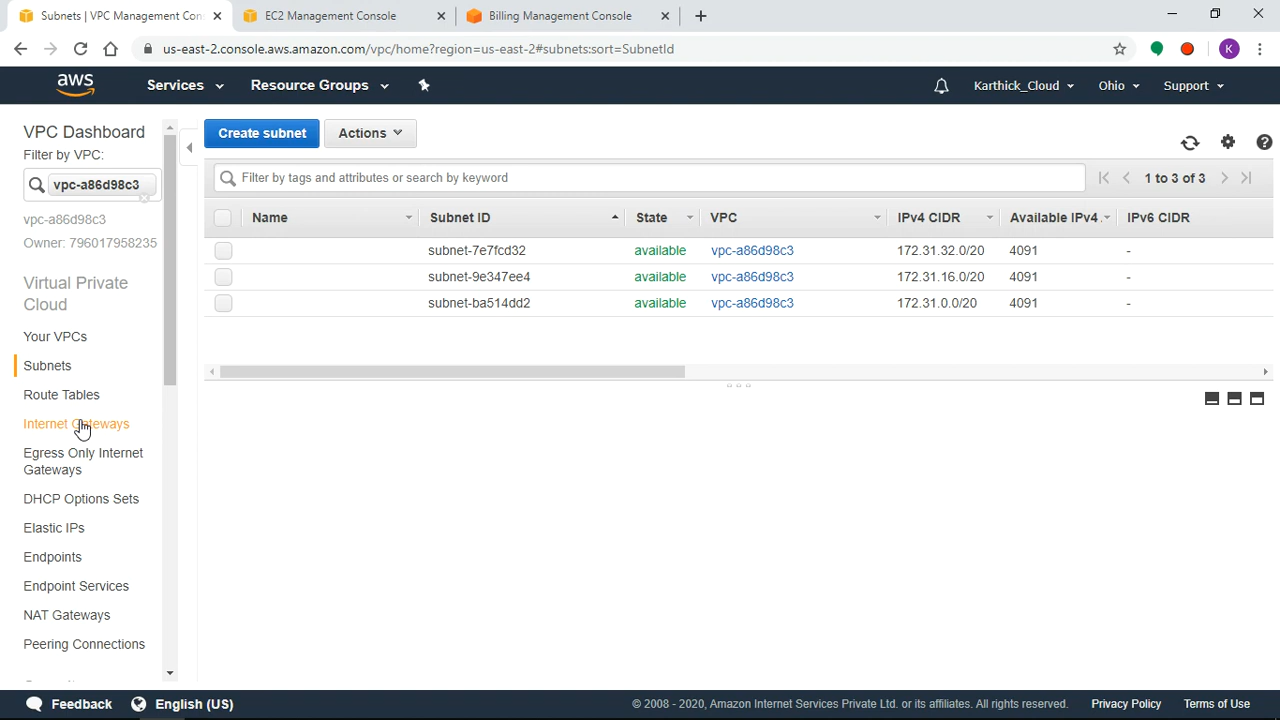 Subnets | VPC Management Con
EC2 Management Console
Billing Management Console
us-east-2.console.aws.amazon.com/vpc/home?region=us-east-2#subnets:sort=SubnetId
K
aws
Services
Resource Groups
Karthick_Cloud
Ohio
Support
VPC Dashboard
Filter by VPC:
vpc-a86d98c3
vpc-a86d98c3
Owner: 796017958235
Virtual Private
Cloud
Your VPCs
Subnets
Route Tables
Internet Gateways
Egress Only Internet
Gateways
DHCP Options Sets
Elastic IPs
Endpoints
Endpoint Services
NAT Gateways
Peering Connections
Create subnet
Actions
Filter by tags and attributes or search by keyword
1 to 3 of 3
Name Subnet ID State VPC IPv4 CIDR Available IPv4 IPv6 CIDR
subnet-7e7fcd32 available vpc-a86d98c3 172.31.32.0/20 4091 -
subnet-9e347ee4 available vpc-a86d98c3 172.31.16.0/20 4091 -
subnet-ba514dd2 available vpc-a86d98c3 172.31.0.0/20 4091 -
Feedback
English (US)
© 2008 - 2020, Amazon Internet Services Private Ltd. or its affiliates. All rights reserved.
Privacy Policy
Terms of Use